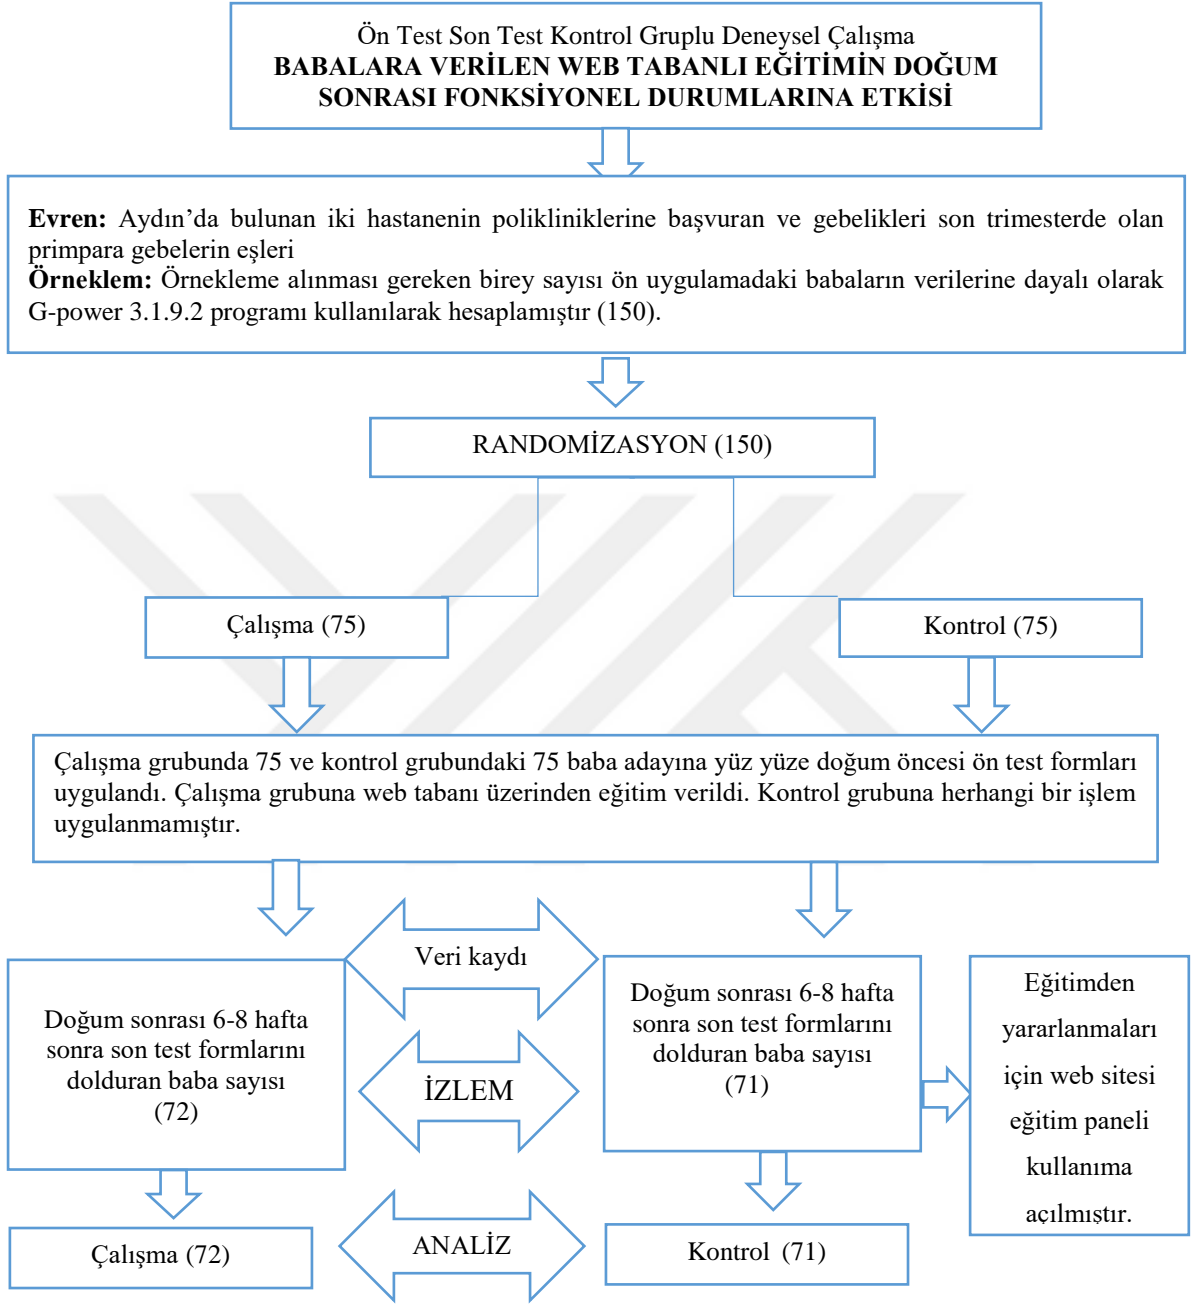 Ön Test Son Test Kontrol Gruplu Deneysel Çalışma
BABALARA VERİLEN WEB TABANLI EĞİTİMİN DOĞUM
SONRASI FONKSİYONEL DURUMLARINA ETKİSİ
Evren: Aydın’da bulunan iki hastanenin polikliniklerine başvuran ve gebelikleri son trimesterde olan
primpara gebelerin eşleri
Örneklem: Örnekleme alınması gereken birey sayısı ön uygulamadaki babaların verilerine dayalı olarak
G-power 3.1.9.2 programı kullanılarak hesaplamıştır (150).
RANDOMİZASYON (150)
Çalışma (75)
Kontrol (75)
Çalışma grubunda 75 ve kontrol grubundaki 75 baba adayına yüz yüze doğum öncesi ön test formları
uygulandı. Çalışma grubuna web tabanı üzerinden eğitim verildi. Kontrol grubuna herhangi bir işlem
uygulanmamıştır.
Veri kaydı
Doğum sonrası 6-8 hafta
sonra son test formlarını
dolduran baba sayısı
(72)
İZLEM
Doğum sonrası 6-8 hafta
sonra son test formlarını
dolduran baba sayısı
(71)
Eğitimden
yararlanmaları
için web sitesi
eğitim paneli
kullanıma
açılmıştır.
Çalışma (72)
ANALİZ
Kontrol (71)